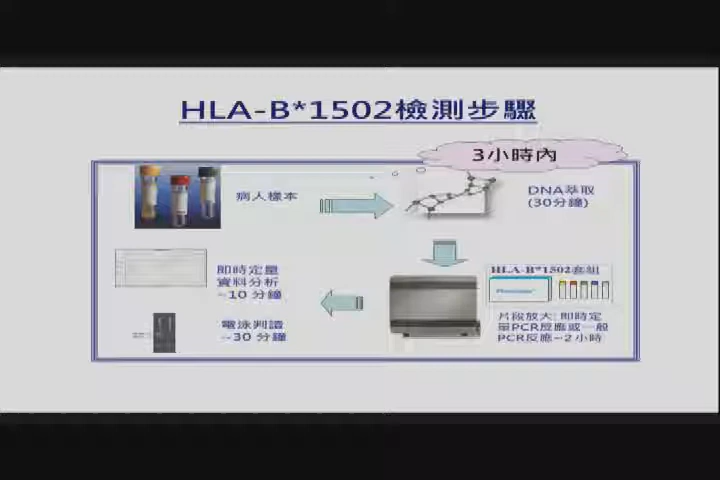 HLA-B*1502檢測步驟
3小時內
病人樣本
DNA萃取
(30分鐘)
HLA-B*1502套組
片段放大: 即時定
量PCR反應或一般
PCR反應~2小時
即時定量
資料分析
~10 分鐘
電泳判讀
~30 分鐘